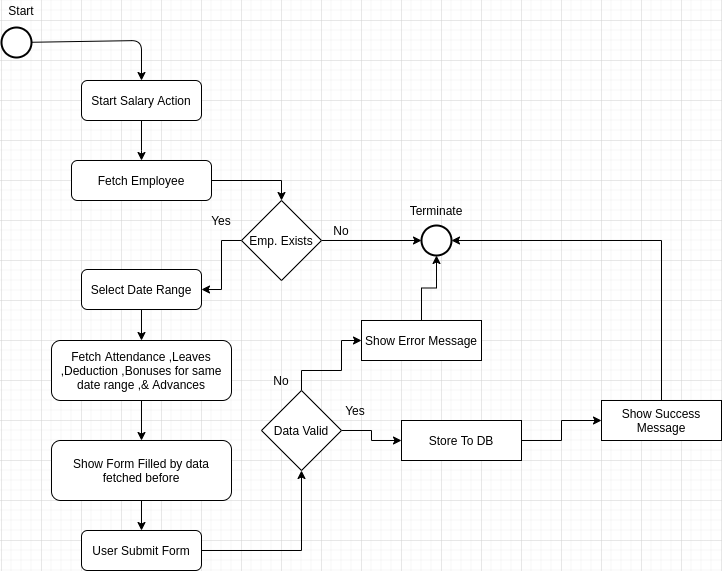 Start
Start Salary Action
Fetch Employee
Terminate
Yes
Emp. Exists
No
Select Date Range
Show Error Message
Fetch Attendance ,Leaves
,Deduction ,Bonuses for same
date range ,& Advances
No
Yes
Data Valid
Store To DB
Show Success
Message
Show Form Filled by data
fetched before
User Submit Form